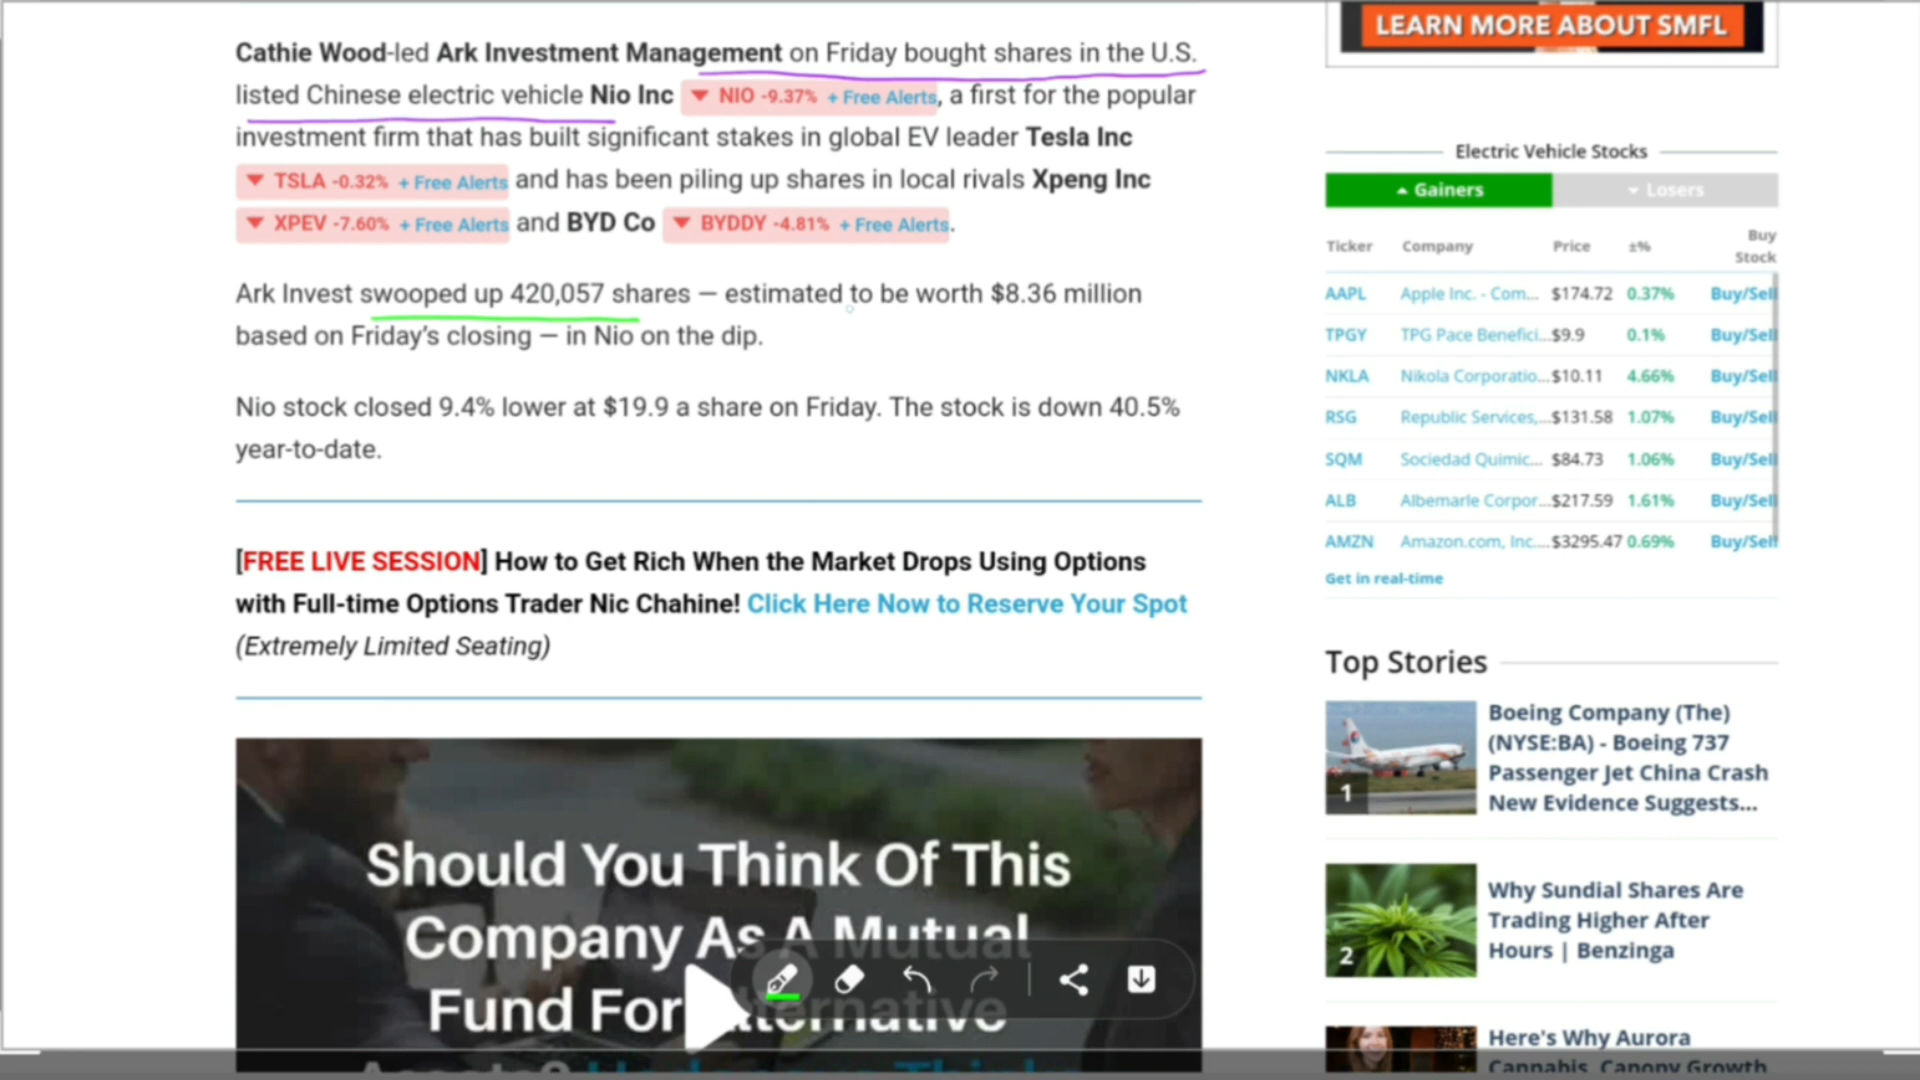 LEARN MORE ABOUT SMFL
Cathie Wood-led Ark Investment Management on Friday bought shares in the U.S.
listed Chinese electric vehicle Nio Inc ▼ NIO -9.37% + Free Alerts, a first for the popular
investment firm that has built significant stakes in global EV leader Tesla Inc
▼ TSLA -0.32% + Free Alerts and has been piling up shares in local rivals Xpeng Inc
▼ XPEV -7.60% + Free Alerts and BYD Co ▼ BYDDY -4.81% + Free Alerts.
Ark Invest swooped up 420,057 shares — estimated to be worth $8.36 million
based on Friday’s closing — in Nio on the dip.
Nio stock closed 9.4% lower at $19.9 a share on Friday. The stock is down 40.5%
year-to-date.
[FREE LIVE SESSION] How to Get Rich When the Market Drops Using Options
with Full-time Options Trader Nic Chahine! Click Here Now to Reserve Your Spot
(Extremely Limited Seating)
Should You Think Of This
Company As A Mutual
Fund For Alternative
Electric Vehicle Stocks
Gainers Losers
Ticker Company Price ±% Buy
Stock
AAPL Apple Inc. - Com... $174.72 0.37% Buy/Sell
TPGY TPG Pace Benefici... $9.9 0.1% Buy/Sell
NKLA Nikola Corporatio... $10.11 4.66% Buy/Sell
RSG Republic Services,... $131.58 1.07% Buy/Sell
SQM Sociedad Quimic... $84.73 1.06% Buy/Sell
ALB Albemarle Corpor... $217.59 1.61% Buy/Sell
AMZN Amazon.com, Inc.... $3295.47 0.69% Buy/Sell
Get in real-time
Top Stories
1
Boeing Company (The)
(NYSE:BA) - Boeing 737
Passenger Jet China Crash
New Evidence Suggests...
2
Why Sundial Shares Are
Trading Higher After
Hours | Benzinga
Here's Why Aurora
Cannabis, Canopy Growth